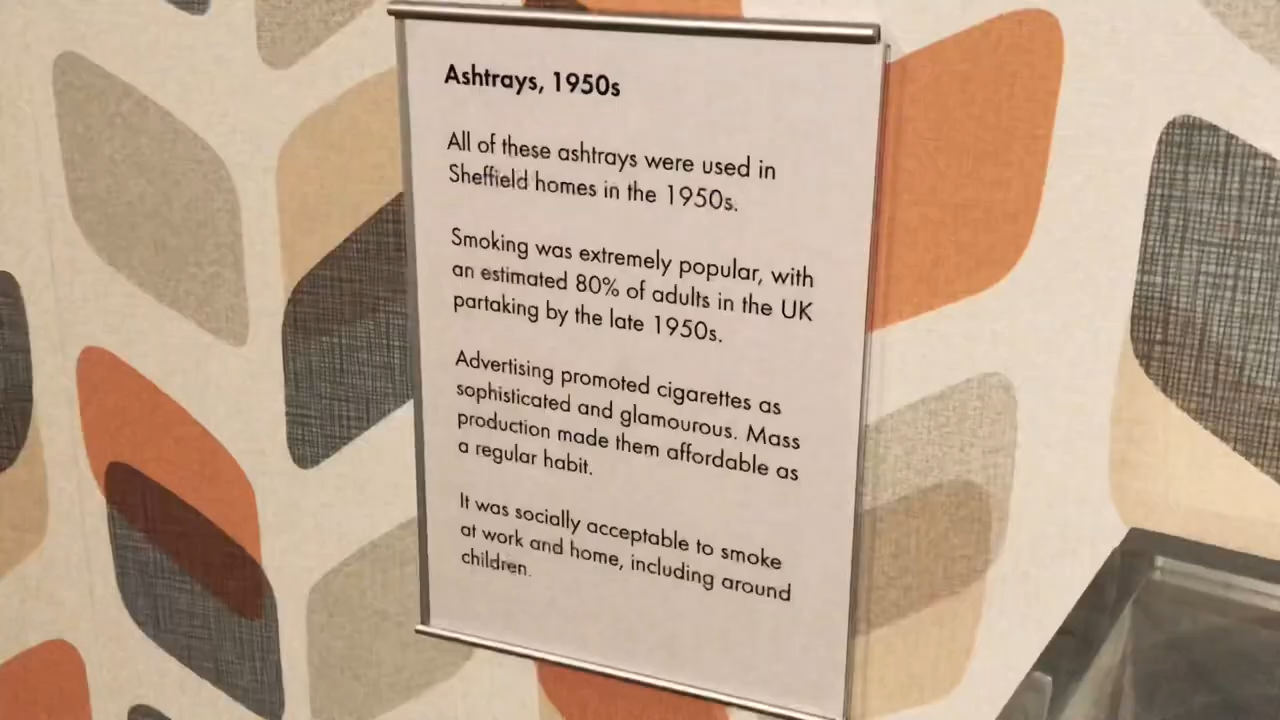 Ashtrays, 1950s
All of these ashtrays were used in
Sheffield homes in the 1950s.
Smoking was extremely popular, with
an estimated 80% of adults in the UK
partaking by the late 1950s.
Advertising promoted cigarettes as
sophisticated and glamourous. Mass
production made them affordable as
a regular habit.
It was socially acceptable to smoke
at work and home, including around
children.